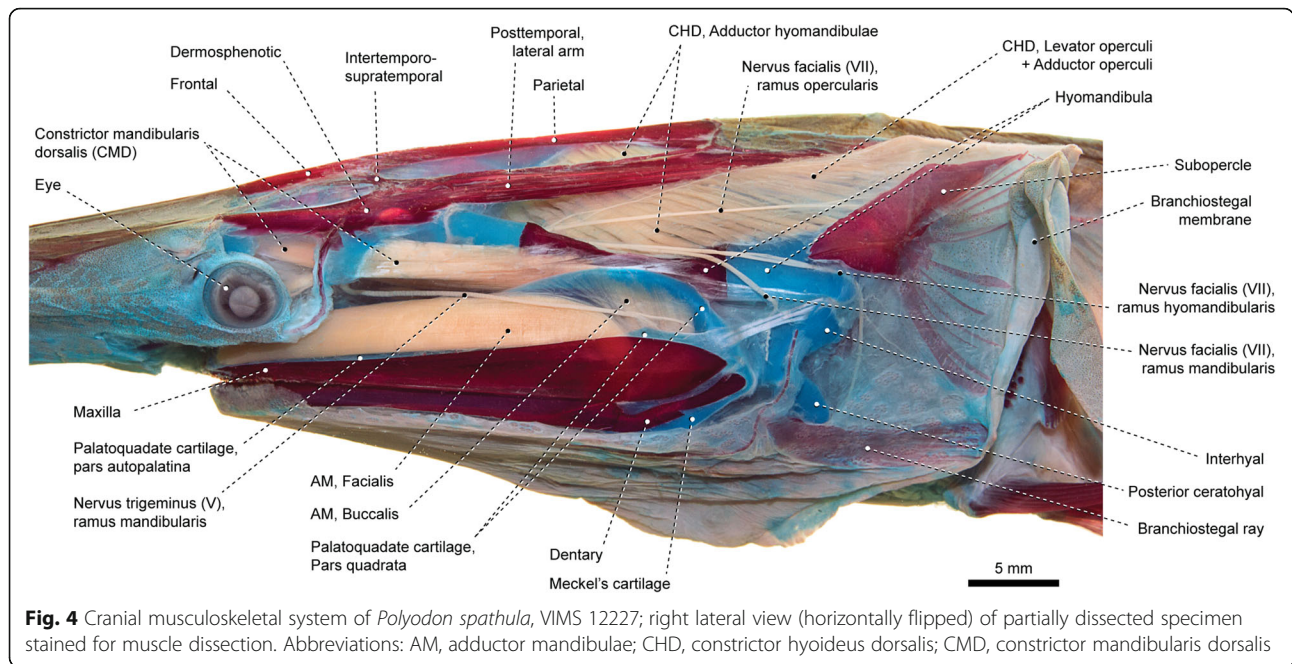 Dermosphenotic
Frontal
Constrictor mandibularis
dorsalis (CMD)
Eye
Intertemporo-
supratemporal
Posttemporal,
lateral arm
Parietal
CHD, Adductor hyomandibulae
Nervus facialis (VII),
ramus opercularis
CHD, Levator operculi
+ Adductor operculi
Hyomandibula
Subopercle
Branchiostegal
membrane
Nervus facialis (VII),
ramus hyomandibularis
Nervus facialis (VII),
ramus mandibularis
Interhyal
Posterior ceratohyal
Branchiostegal ray
Maxilla
Palatoquadate cartilage,
pars autopalatina
Nervus trigeminus (V),
ramus mandibularis
AM, Facialis
AM, Buccalis
Palatoquadate cartilage,
Pars quadrata
Dentary
Meckel's cartilage
5 mm
Fig. 4 Cranial musculoskeletal system of Polyodon spathula, VIMS 12227; right lateral view (horizontally flipped) of partially dissected specimen
stained for muscle dissection. Abbreviations: AM, adductor mandibulae; CHD, constrictor hyoideus dorsalis; CMD, constrictor mandibularis dorsalis